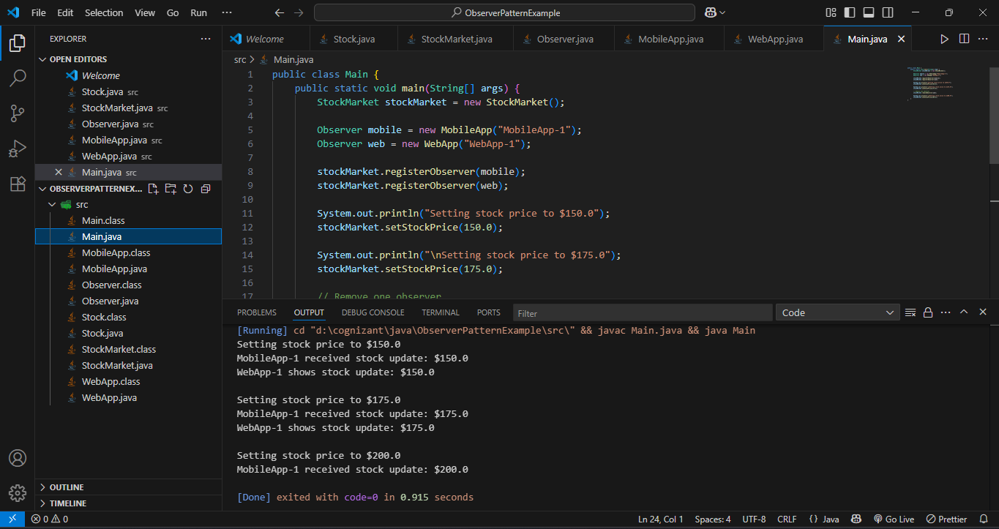 File Edit Selection View Go Run ··· ObserverPatternExample
EXPLORER ···
OPEN EDITORS
Welcome
Stock.java src
StockMarket.java src
Observer.java src
MobileApp.java src
WebApp.java src
Main.java src
OBSERVERPATTERNEX...
src
Main.class
Main.java
MobileApp.class
MobileApp.java
Observer.class
Observer.java
Stock.class
Stock.java
StockMarket.class
StockMarket.java
WebApp.class
WebApp.java
OUTLINE
TIMELINE
Welcome Stock.java StockMarket.java Observer.java MobileApp.java WebApp.java Main.java
src > Main.java
1 public class Main {
2 public static void main(String[] args) {
3 StockMarket stockMarket = new StockMarket();
4
5 Observer mobile = new MobileApp("MobileApp-1");
6 Observer web = new WebApp("WebApp-1");
7
8 stockMarket.registerObserver(mobile);
9 stockMarket.registerObserver(web);
10
11 System.out.println("Setting stock price to $150.0");
12 stockMarket.setStockPrice(150.0);
13
14 System.out.println("\nSetting stock price to $175.0");
15 stockMarket.setStockPrice(175.0);
16
17 // Remove one observer
PROBLEMS OUTPUT DEBUG CONSOLE TERMINAL PORTS Filter Code
[Running] cd "d:\cognizant\java\ObserverPatternExample\src\" && javac Main.java && java Main
Setting stock price to $150.0
MobileApp-1 received stock update: $150.0
WebApp-1 shows stock update: $150.0
Setting stock price to $175.0
MobileApp-1 received stock update: $175.0
WebApp-1 shows stock update: $175.0
Setting stock price to $200.0
MobileApp-1 received stock update: $200.0
[Done] exited with code=0 in 0.915 seconds
0 0 Ln 24, Col 1 Spaces: 4 UTF-8 CRLF {} Java Go Live Prettier